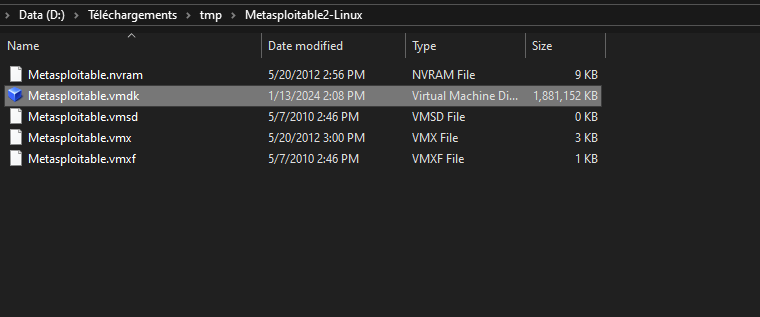 Data (D:) > Téléchargements > tmp > Metasploitable2-Linux
Name Date modified Type Size
Metasploitable.nvram 5/20/2012 2:56 PM NVRAM File 9 KB
Metasploitable.vmdk 1/13/2024 2:08 PM Virtual Machine Di... 1,881,152 KB
Metasploitable.vmsd 5/7/2010 2:46 PM VMSD File 0 KB
Metasploitable.vmx 5/20/2012 3:00 PM VMX File 3 KB
Metasploitable.vmxf 5/7/2010 2:46 PM VMXF File 1 KB